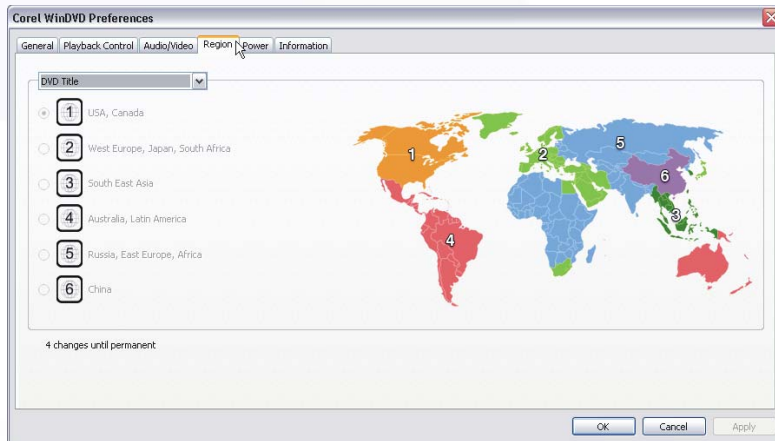 Corel WinDVD Preferences
General Playback Control Audio/Video Region Power Information
DVD Title
1 USA, Canada
2 West Europe, Japan, South Africa
3 South East Asia
4 Australia, Latin America
5 Russia, East Europe, Africa
6 China
1
2
5
6
3
4
4 changes until permanent
OK Cancel Apply